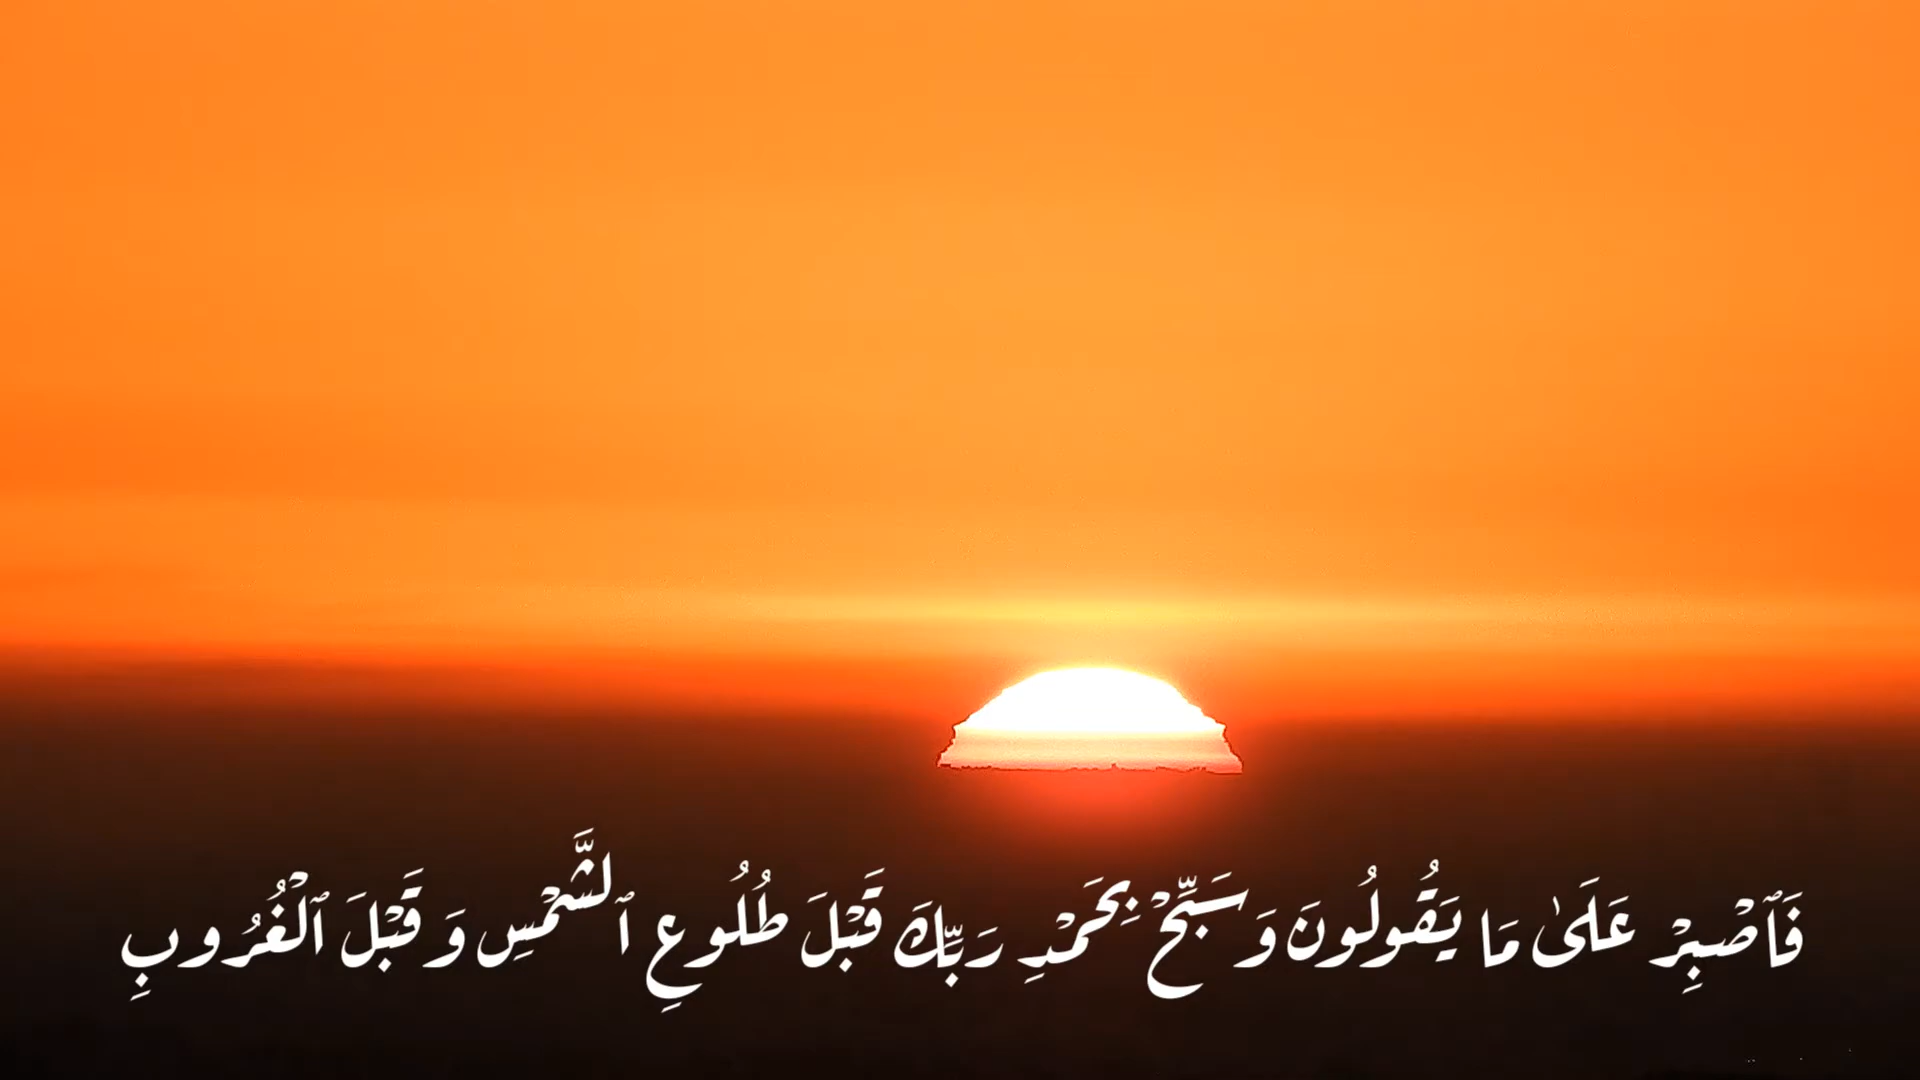 فَٱصْبِرْ عَلَىٰ مَا يَقُولُونَ وَسَبِّحْ بِحَمْدِ رَبِّكَ قَبْلَ طُلُوعِ ٱلشَّمْسِ وَقَبْلَ ٱلْغُرُوبِ